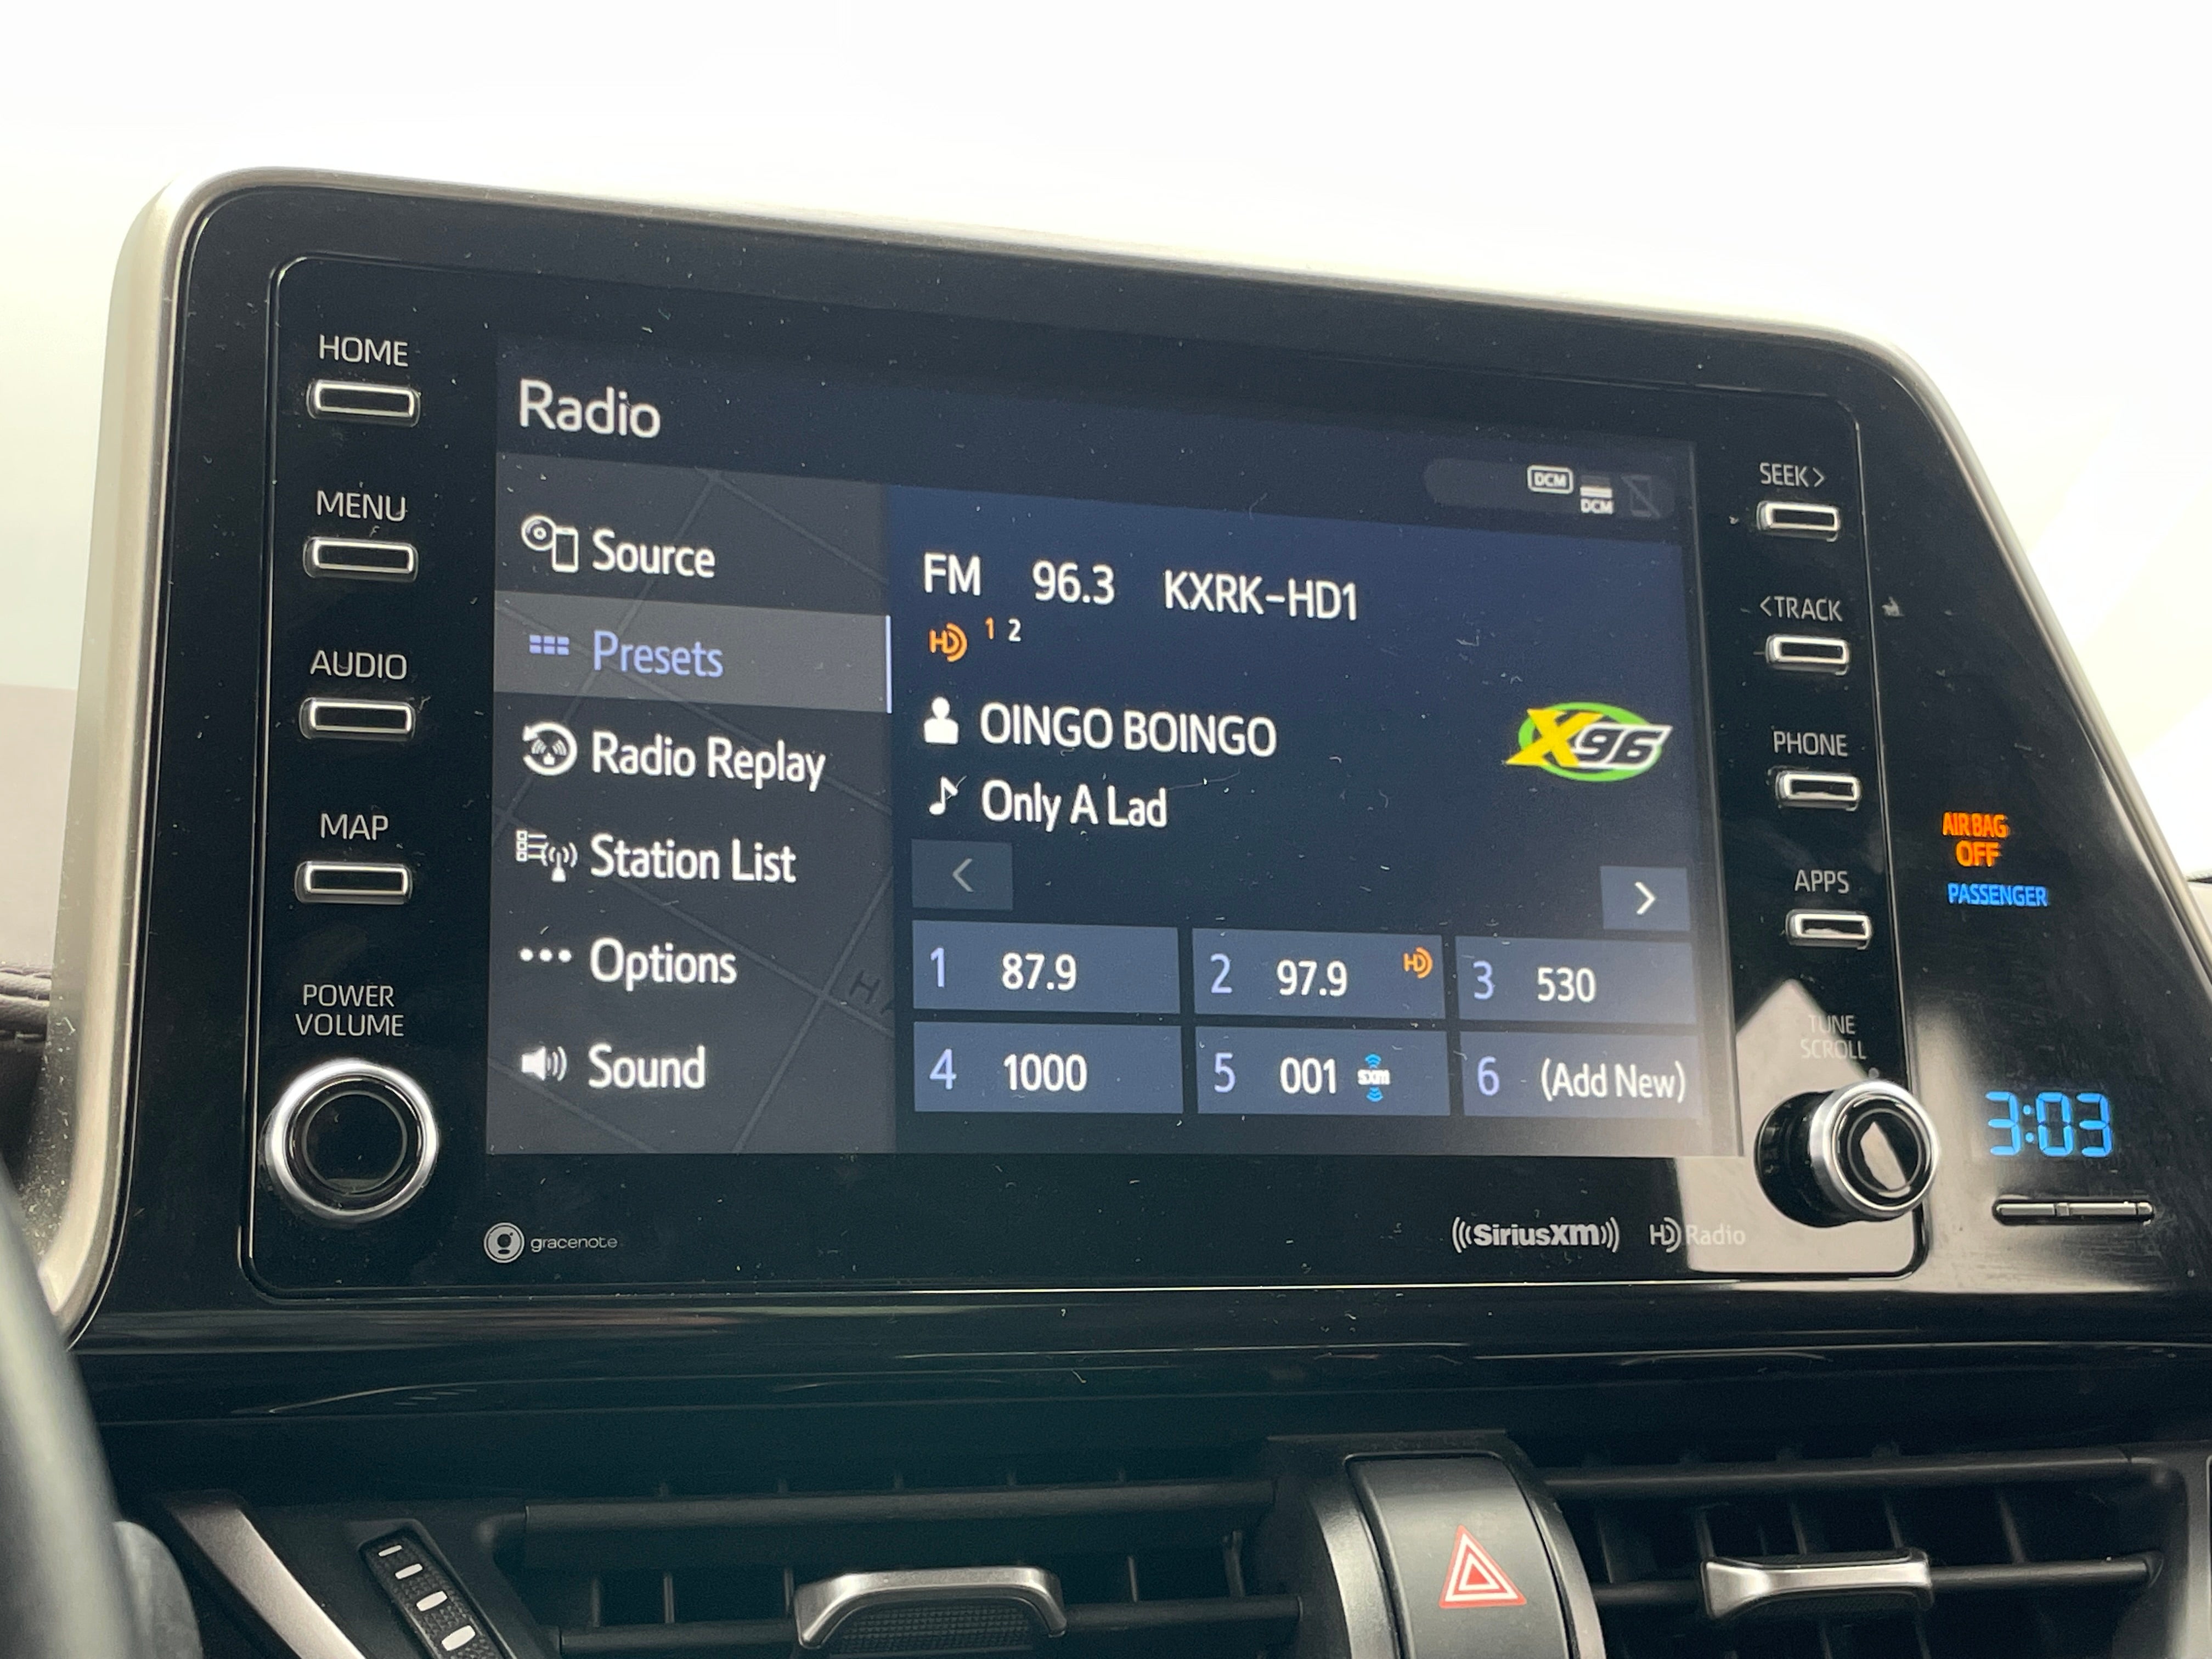 HOME
MENU
AUDIO
MAP
POWER
VOLUME
Radio
Source
Presets
Radio Replay
Station List
Options
Sound
DCM
DCM
FM 96.3 KXRK-HD1
HD 1 2
OINGO BOINGO
Only A Lad
X96
<
>
1 87.9
2 97.9 HD
3 530
4 1000
5 001 sxm
6 (Add New)
SEEK >
< TRACK
PHONE
APPS
TUNE
SCROLL
AIRBAG
OFF
PASSENGER
3:03
gracenote
((SiriusXM))
HD Radio